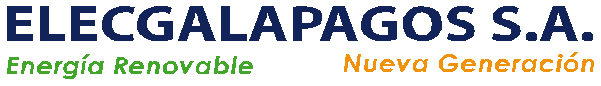 ELECGALAPAGOS S.A.
Energía Renovable Nueva Generación